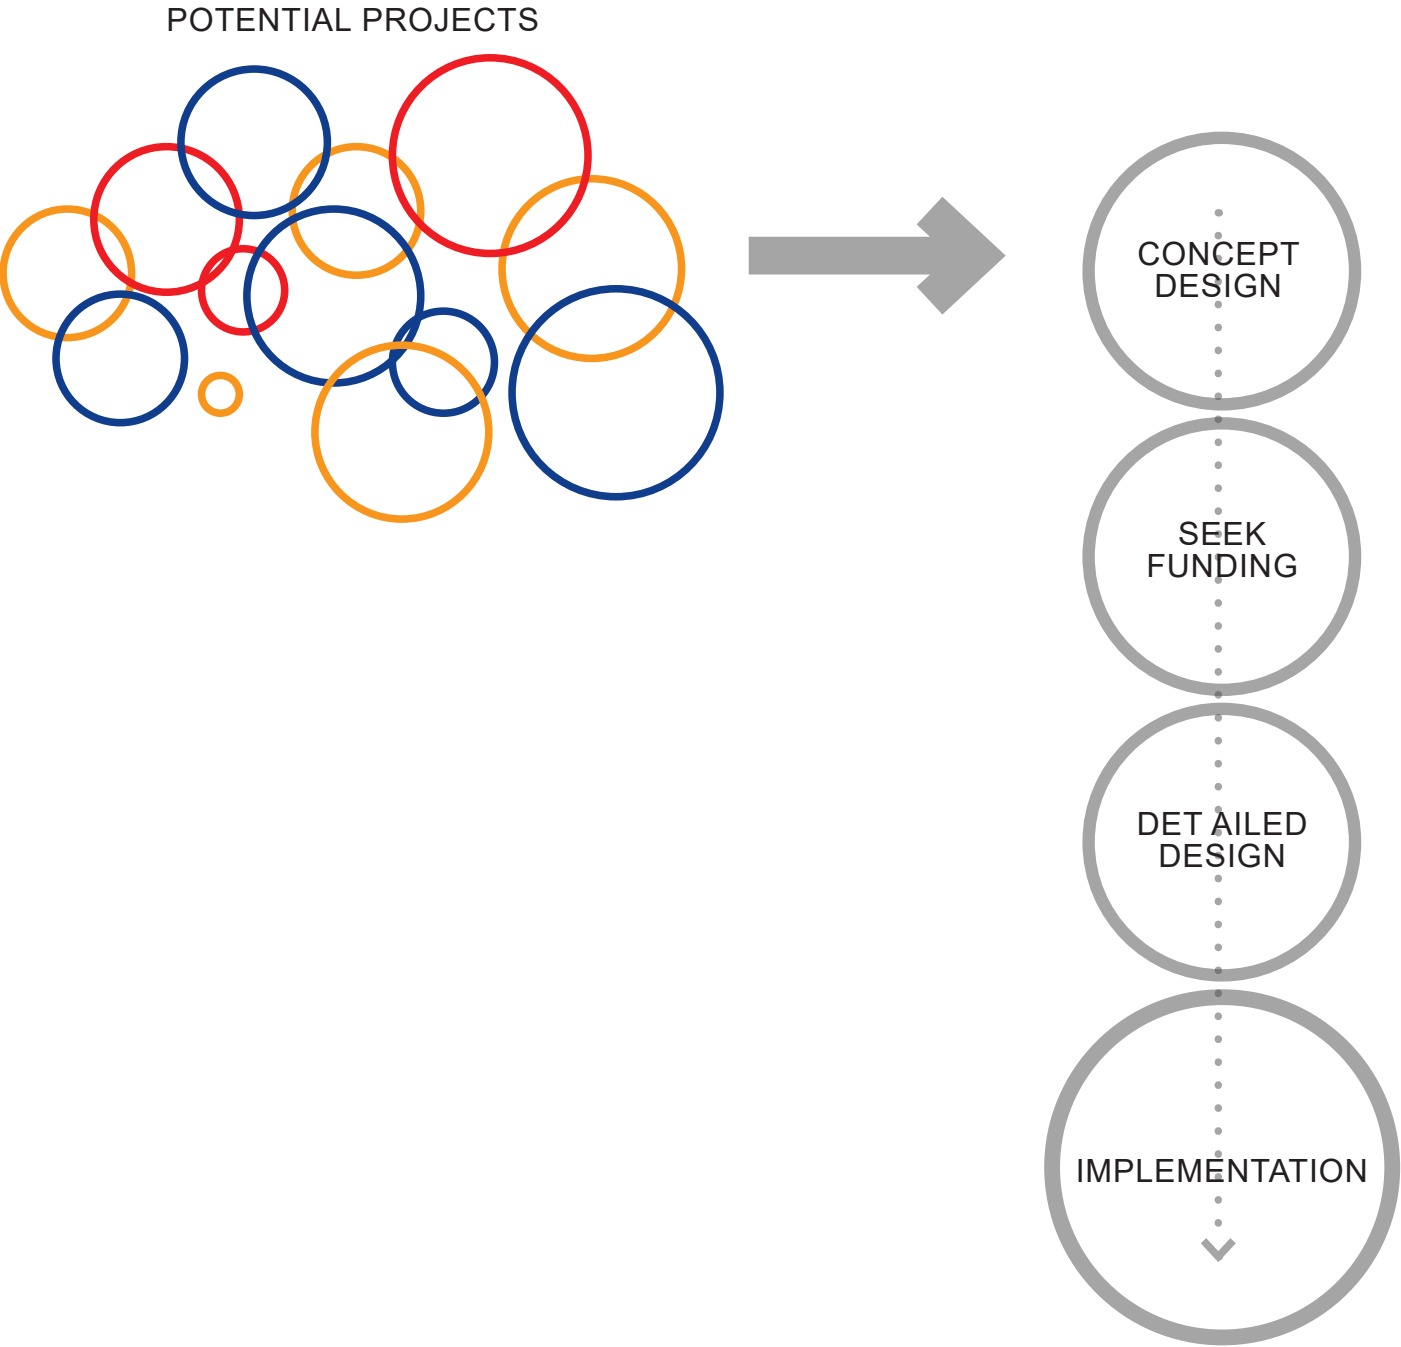 POTENTIAL PROJECTS
CONCEPT
DESIGN
SEEK
FUNDING
DET AILED
DESIGN
IMPLEMENTATION